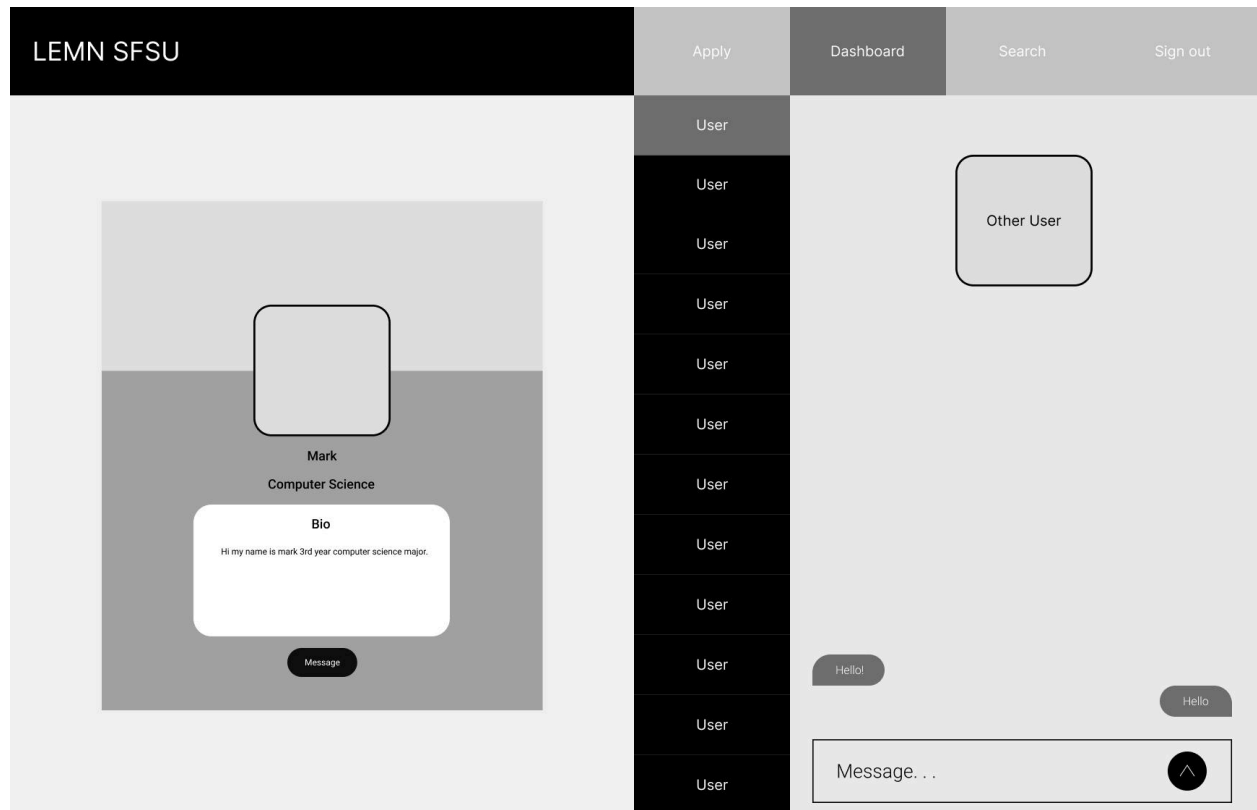 LEMN SFSU
Apply
Dashboard
Search
Sign out
Mark
Computer Science
Bio
Hi my name is mark 3rd year computer science major.
Message
User
User
User
User
User
User
User
User
User
User
User
User
Other User
Hello!
Hello
Message. . .